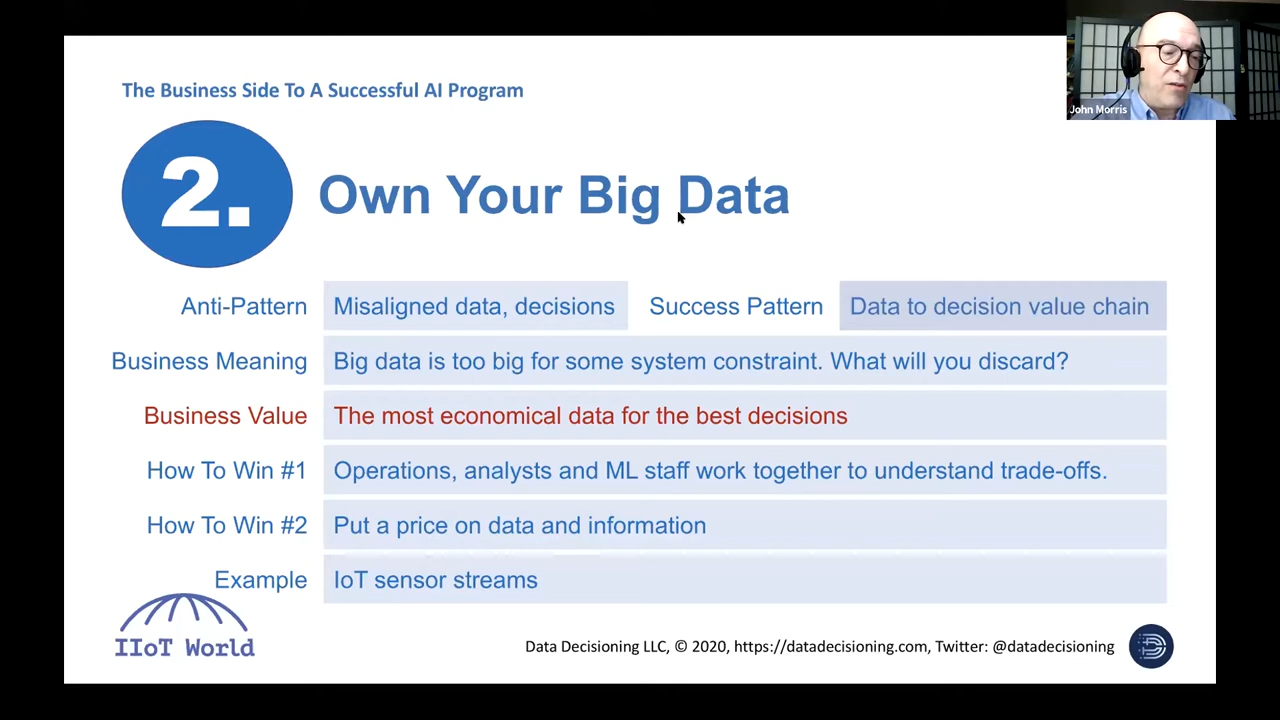 The Business Side To A Successful AI Program
John Morris
2.
Own Your Big Data
Anti-Pattern Misaligned data, decisions Success Pattern Data to decision value chain
Business Meaning Big data is too big for some system constraint. What will you discard?
Business Value The most economical data for the best decisions
How To Win #1 Operations, analysts and ML staff work together to understand trade-offs.
How To Win #2 Put a price on data and information
Example IoT sensor streams
IIoT World
Data Decisioning LLC, © 2020, https://datadecisioning.com, Twitter: @datadecisioning